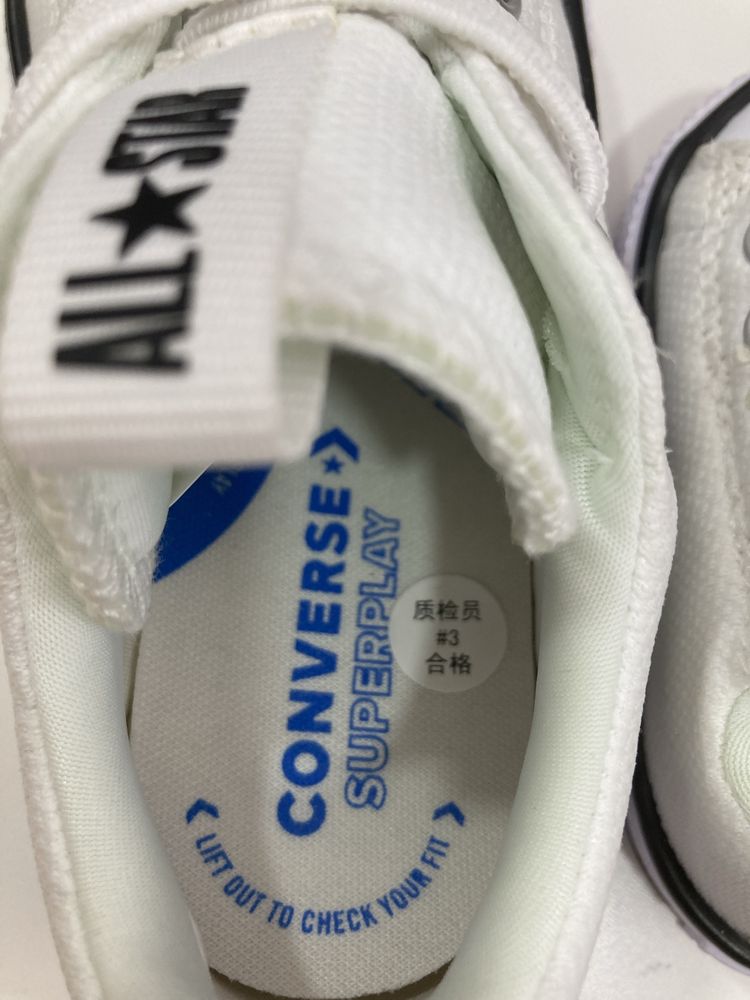 ALL★STAR
CONVERSE
SUPERPLAY
质检员
#3
合格
LIFT OUT TO CHECK YOUR FIT